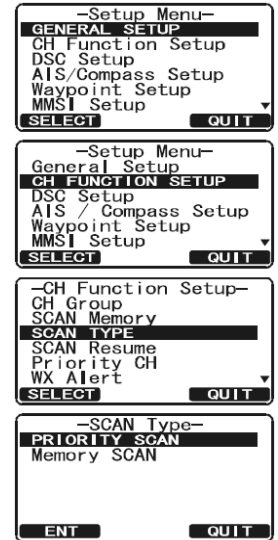 –Setup Menu–
GENERAL SETUP
CH Function Setup
DSC Setup
AIS/Compass Setup
Waypoint Setup
MMSI Setup ▼
SELECT QUIT
–Setup Menu–
General Setup
CH FUNCTION SETUP
DSC Setup
AIS / Compass Setup
Waypoint Setup
MMSI Setup ▼
SELECT QUIT
–CH Function Setup–
CH Group
SCAN Memory
SCAN TYPE
SCAN Resume
Priority CH
WX Alert ▼
SELECT QUIT
–SCAN Type–
PRIORITY SCAN
Memory SCAN
ENT QUIT